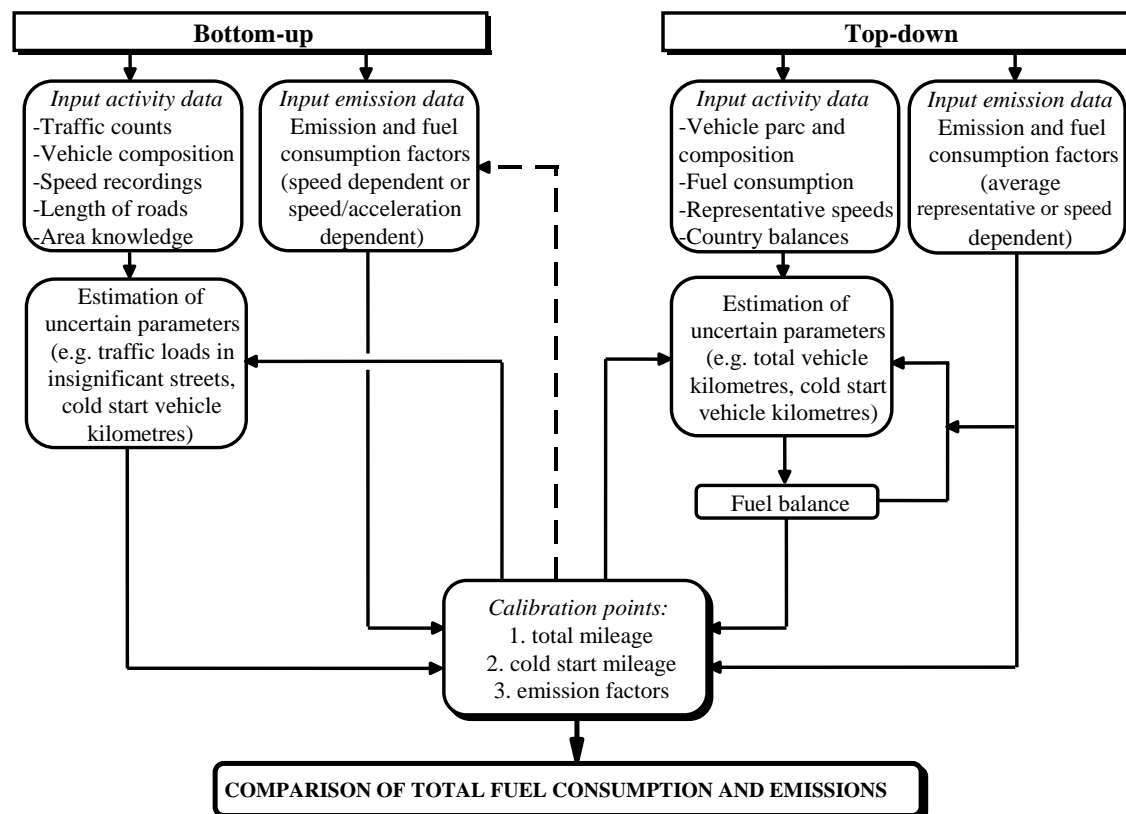 Bottom-up
Top-down
Input activity data
-Traffic counts
-Vehicle composition
-Speed recordings
-Length of roads
-Area knowledge
Input emission data
Emission and fuel
consumption factors
(speed dependent or
speed/acceleration
dependent)
Input activity data
-Vehicle parc and
composition
-Fuel consumption
-Representative speeds
-Country balances
Input emission data
Emission and fuel
consumption factors
(average
representative or speed
dependent)
Estimation of
uncertain parameters
(e.g. traffic loads in
insignificant streets,
cold start vehicle
kilometres)
Estimation of
uncertain parameters
(e.g. total vehicle
kilometres, cold start
vehicle kilometres)
Fuel balance
Calibration points:
1. total mileage
2. cold start mileage
3. emission factors
COMPARISON OF TOTAL FUEL CONSUMPTION AND EMISSIONS